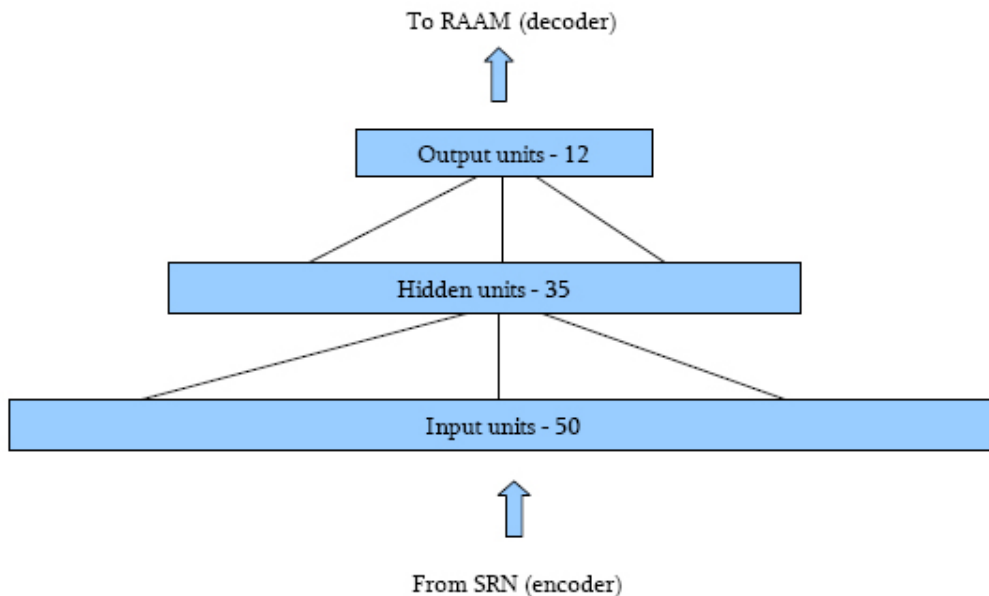 To RAAM (decoder)
Output units - 12
Hidden units - 35
Input units - 50
From SRN (encoder)